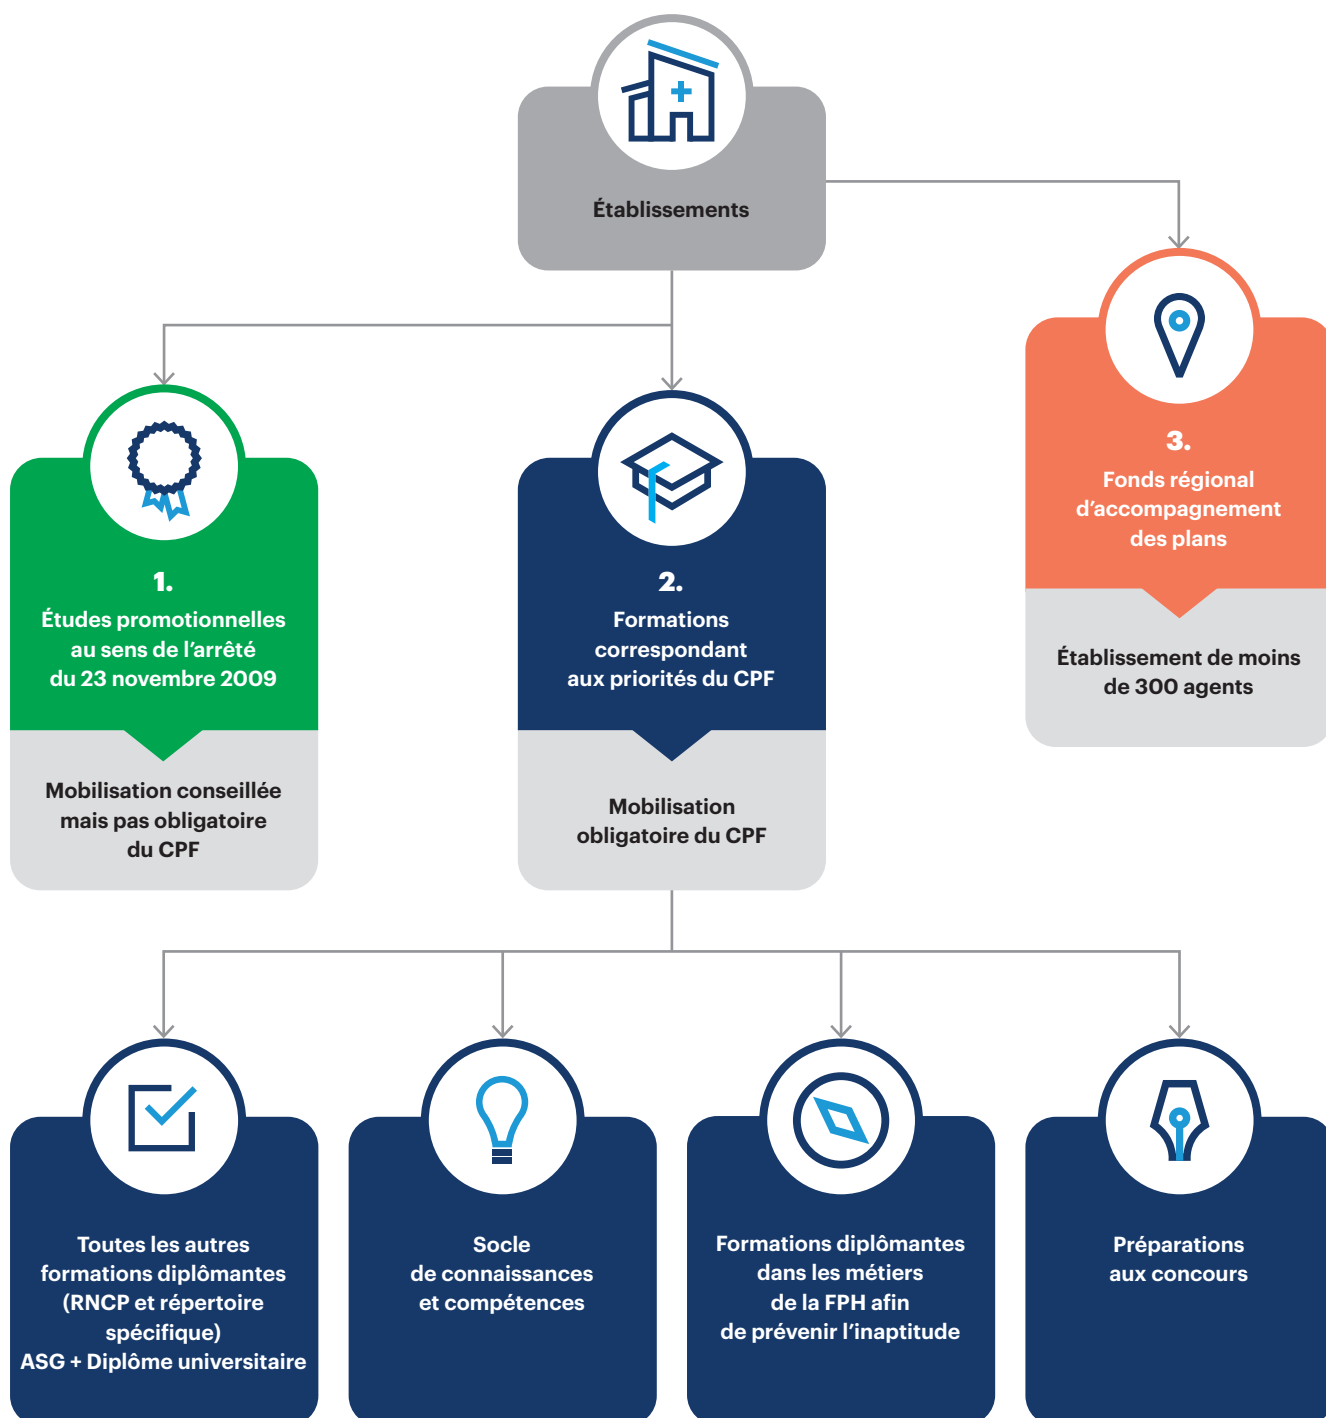 Établissements
1.
Études promotionnelles
au sens de l’arrêté
du 23 novembre 2009
Mobilisation conseillée
mais pas obligatoire
du CPF
2.
Formations
correspondant
aux priorités du CPF
Mobilisation
obligatoire du CPF
3.
Fonds régional
d’accompagnement
des plans
Établissement de moins
de 300 agents
Toutes les autres
formations diplômantes
(RNCP et répertoire
spécifique)
ASG + Diplôme universitaire
Socle
de connaissances
et compétences
Formations diplômantes
dans les métiers
de la FPH afin
de prévenir l’inaptitude
Préparations
aux concours